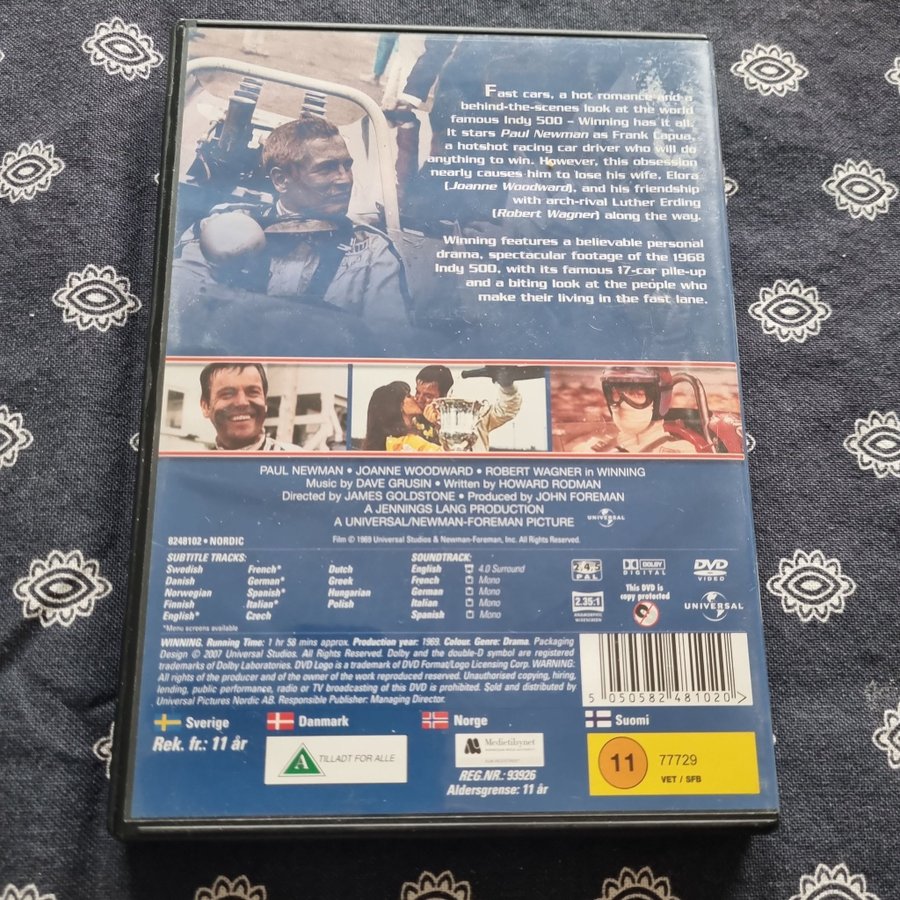 Fast cars, a hot romance and a
behind-the-scenes look at the world
famous Indy 500 - Winning has it all.
It stars Paul Newman as Frank Capua,
a hotshot racing car driver who will do
anything to win. However, this obsession
nearly causes him to lose his wife, Elora
(Joanne Woodward), and his friendship
with arch-rival Luther Erding
(Robert Wagner) along the way.
Winning features a believable personal
drama, spectacular footage of the 1968
Indy 500, with its famous 17-car pile-up
and a biting look at the people who
make their living in the fast lane.
PAUL NEWMAN • JOANNE WOODWARD • ROBERT WAGNER in WINNING
Music by DAVE GRUSIN • Written by HOWARD RODMAN
Directed by JAMES GOLDSTONE • Produced by JOHN FOREMAN
A JENNINGS LANG PRODUCTION
A UNIVERSAL/NEWMAN-FOREMAN PICTURE UNIVERSAL
8248102 • NORDIC
Film © 1969 Universal Studios & Newman-Foreman, Inc. All Rights Reserved.
SUBTITLE TRACKS:
Swedish French* Dutch
Danish German* Greek
Norwegian Spanish* Hungarian
Finnish Italian* Polish
English* Czech
*Menu screens available
SOUNDTRACK:
English 4.0 Surround
French Mono
German Mono
Italian Mono
Spanish Mono
2 4 5
PAL
DOLBY
DIGITAL
DVD
VIDEO
2.35:1
ANAMORPHIC
WIDESCREEN
This DVD is
copy protected
UNIVERSAL
WINNING. Running Time: 1 hr 58 mins approx. Production year: 1969. Colour. Genre: Drama. Packaging
Design © 2007 Universal Studios. All Rights Reserved. Dolby and the double-D symbol are registered
trademarks of Dolby Laboratories. DVD Logo is a trademark of DVD Format/Logo Licensing Corp. WARNING:
All rights of the producer and of the owner of the work reproduced reserved. Unauthorised copying, hiring,
lending, public performance, radio or TV broadcasting of this DVD is prohibited. Sold and distributed by
Universal Pictures Nordic AB. Responsible Publisher: Managing Director.
5 050582 481020 >
Sverige
Rek. fr.: 11 år
Danmark
A TILLADT FOR ALLE
Norge
Medietilsynet
REG.NR.: 93926
Aldersgrense: 11 år
Suomi
11 77729
VET / SFB